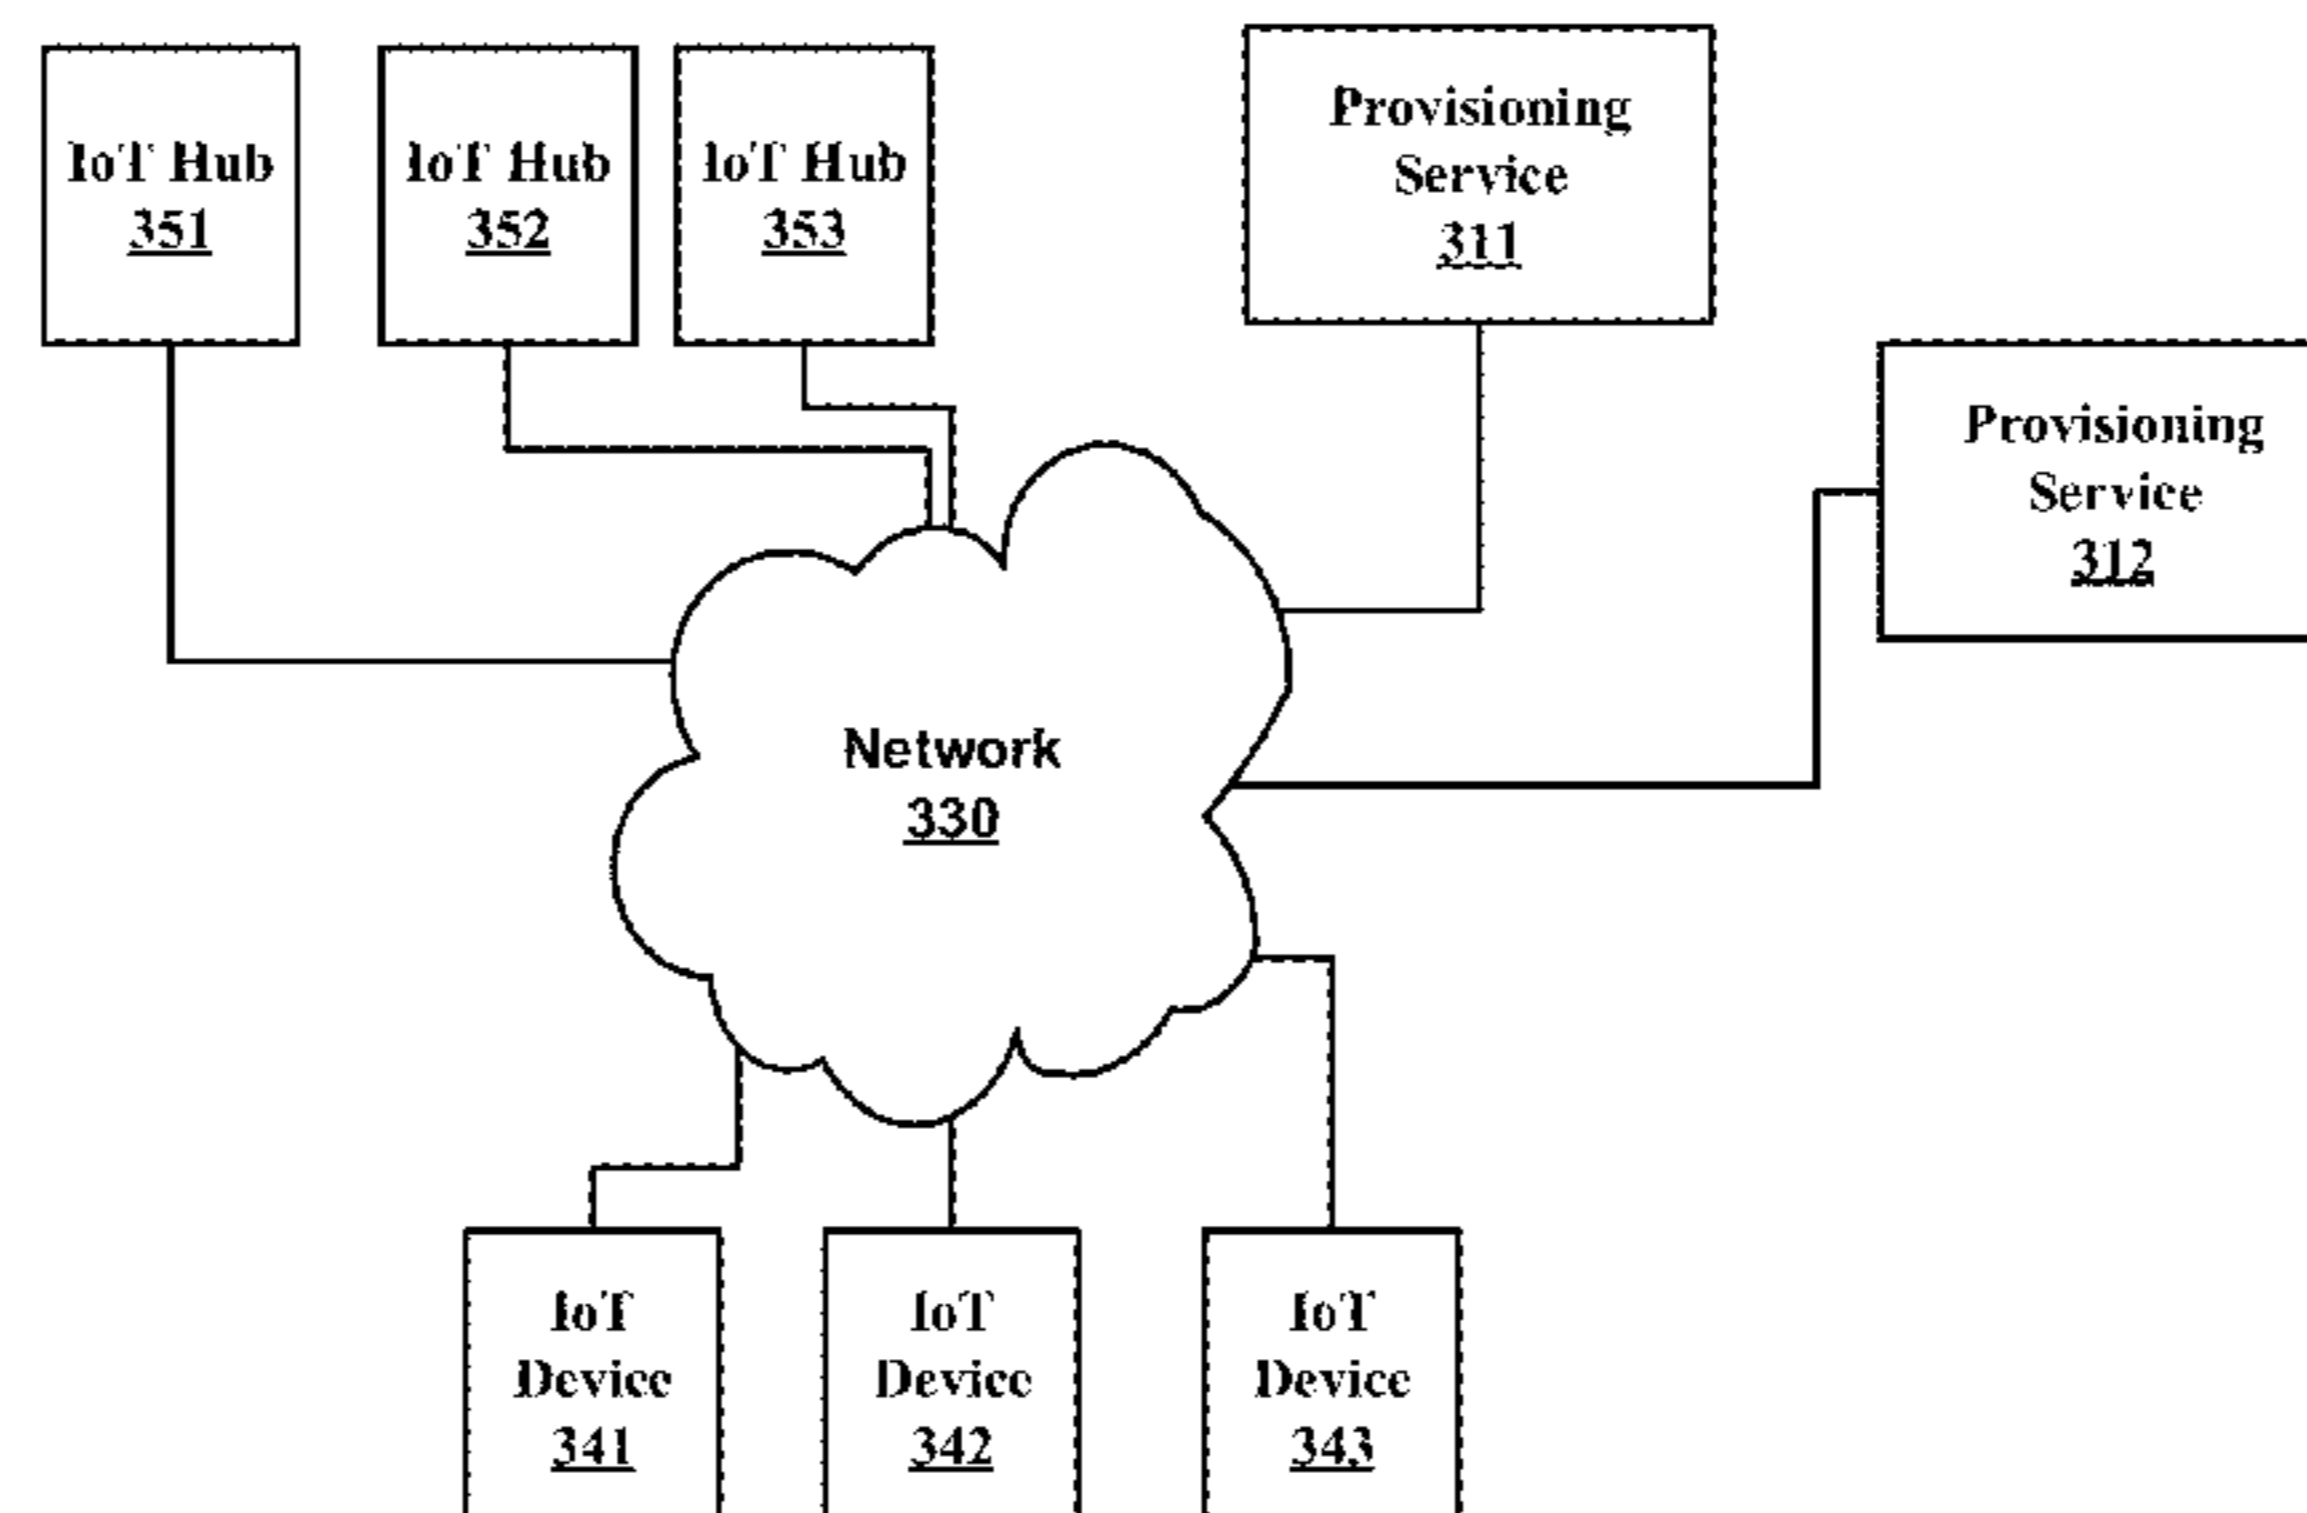 IoT Hub
351
IoT Hub
352
IoT Hub
353
Provisioning
Service
311
Provisioning
Service
312
Network
330
IoT
Device
341
IoT
Device
342
IoT
Device
343